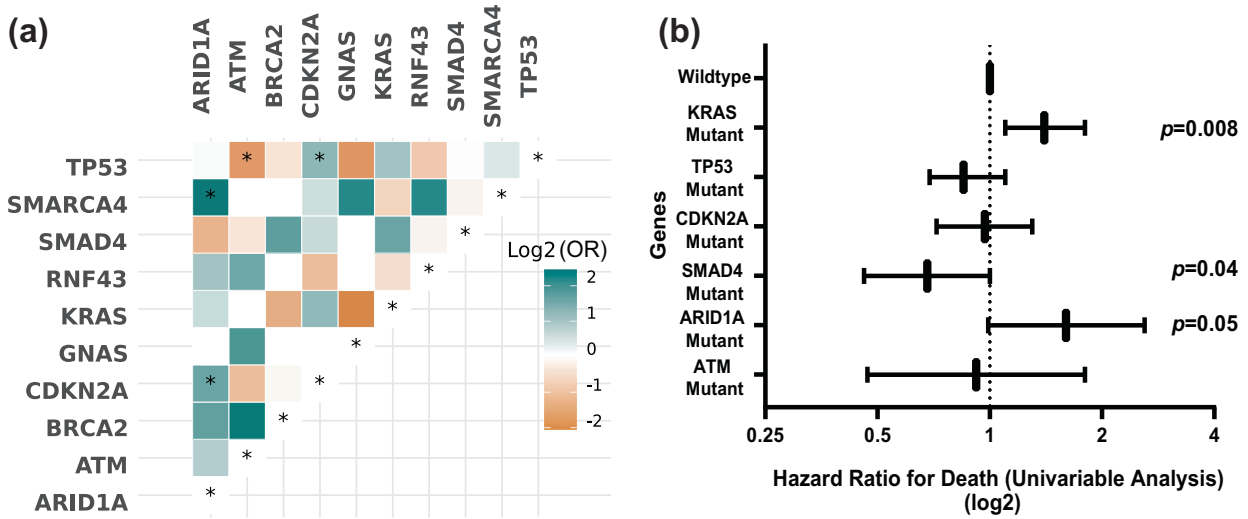 (a)
ARID1A
ATM
BRCA2
CDKN2A
GNAS
KRAS
RNF43
SMAD4
SMARCA4
TP53
TP53 * * *
SMARCA4 * *
SMAD4 *
RNF43 *
KRAS *
GNAS *
CDKN2A * *
BRCA2 *
ATM *
ARID1A *
Log2 (OR)
2
1
0
-1
-2
(b)
Genes
Wildtype
KRAS
Mutant
p=0.008
TP53
Mutant
CDKN2A
Mutant
SMAD4
Mutant
p=0.04
ARID1A
Mutant
p=0.05
ATM
Mutant
0.25 0.5 1 2 4
Hazard Ratio for Death (Univariable Analysis)
(log2)